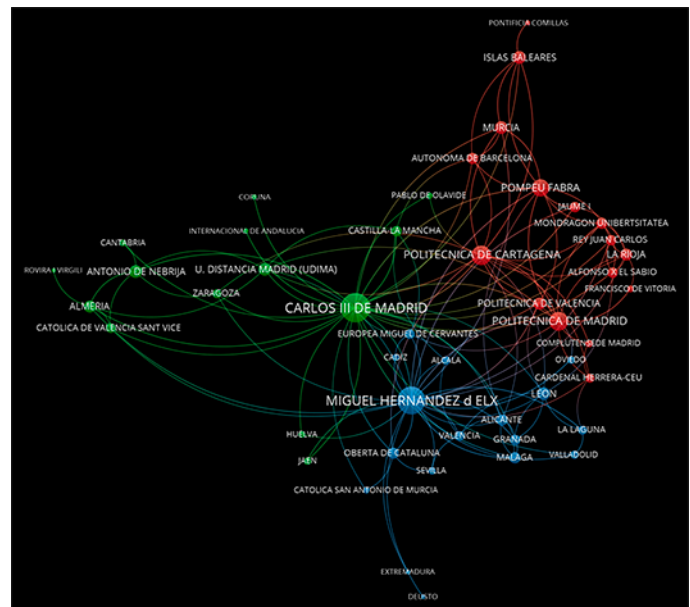 PONTIFICIA COMILLAS
ISLAS BALEARES
MURCIA
AUTONOMA DE BARCELONA
POMPEU FABRA
CORUNA
PABLO DE OLAVIDE
JAUME I
MONDRAGON UNIBERTSITATEA
INTERNACIONAL DE ANDALUCIA
CASTILLA LA MANCHA
REY JUAN CARLOS
CANTABRIA
POLITECNICA DE CARTAGENA
LA RIOJA
ROVIRA I VIRGILI
ANTONIO DE NEBRIJA
U. DISTANCIA MADRID (UDIMA)
ALFONSO X EL SABIO
FRANCISCO DE VITORIA
ZARAGOZA
ALMERIA
CARLOS III DE MADRID
POLITECNICA DE VALENCIA
POLITECNICA DE MADRID
CATOLICA DE VALENCIA SANT VICE
EUROPEA MIGUEL DE CERVANTES
COMPLUTENSE DE MADRID
CADIZ
ALCALA
OVIEDO
CARDENAL HERRERA-CEU
MIGUEL HERNANDEZ d ELX
LEON
ALICANTE
LA LAGUNA
HUELVA
VALENCIA
GRANADA
JAEN
OBERTA DE CATALUNA
MALAGA
VALLADOLID
SEVILLA
CATOLICA SAN ANTONIO DE MURCIA
EXTREMADURA
DEUSTO